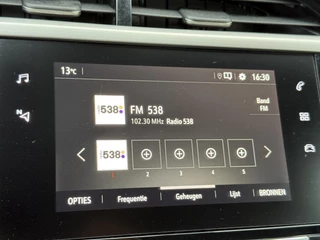 13°C 16:30
538 FM 538 Band
102.30 MHz Radio 538 FM
538
1 2 3 4 5
OPTIES Frequentie Geheugen Lijst BRONNEN
N